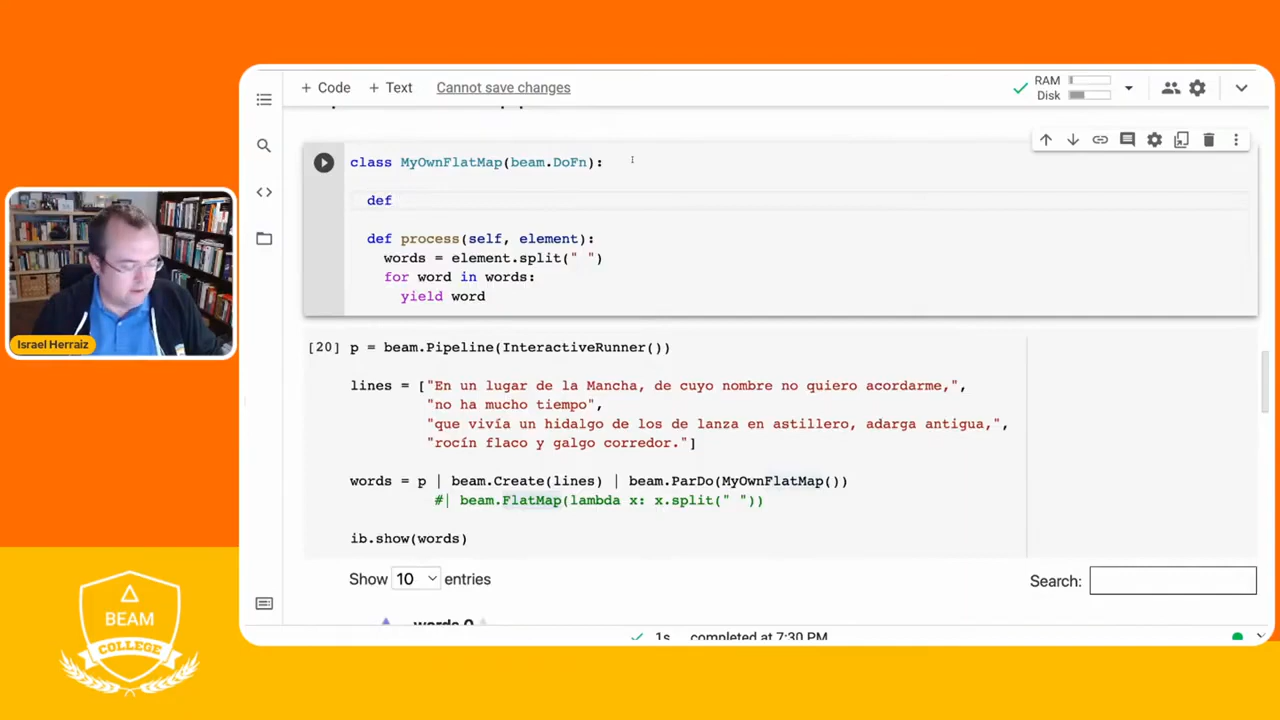 + Code + Text Cannot save changes
RAM
Disk
class MyOwnFlatMap(beam.DoFn):
def
def process(self, element):
words = element.split(" ")
for word in words:
yield word
Israel Herraiz
[20] p = beam.Pipeline(InteractiveRunner())
lines = ["En un lugar de la Mancha, de cuyo nombre no quiero acordarme,",
"no ha mucho tiempo",
"que vivía un hidalgo de los de lanza en astillero, adarga antigua,",
"rocín flaco y galgo corredor."]
words = p | beam.Create(lines) | beam.ParDo(MyOwnFlatMap())
#| beam.FlatMap(lambda x: x.split(" "))
ib.show(words)
Show 10 entries
Search:
words 0
1s completed at 7:30 PM
BEAM
COLLEGE